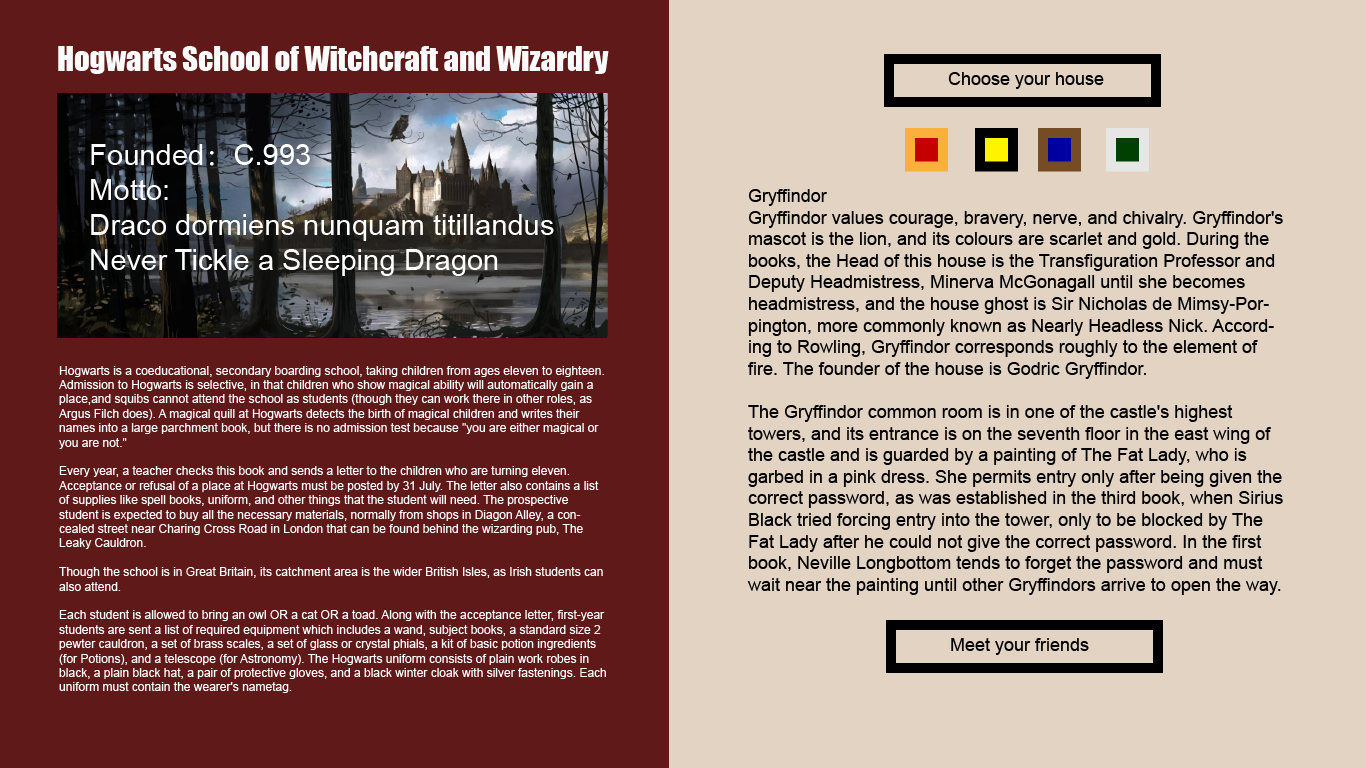 Hogwarts School of Witchcraft and Wizardry
Founded：C.993
Motto:
Draco dormiens nunquam titillandus
Never Tickle a Sleeping Dragon
Hogwarts is a coeducational, secondary boarding school, taking children from ages eleven to eighteen.
Admission to Hogwarts is selective, in that children who show magical ability will automatically gain a
place,and squibs cannot attend the school as students (though they can work there in other roles, as
Argus Filch does). A magical quill at Hogwarts detects the birth of magical children and writes their
names into a large parchment book, but there is no admission test because "you are either magical or
you are not."
Every year, a teacher checks this book and sends a letter to the children who are turning eleven.
Acceptance or refusal of a place at Hogwarts must be posted by 31 July. The letter also contains a list
of supplies like spell books, uniform, and other things that the student will need. The prospective
student is expected to buy all the necessary materials, normally from shops in Diagon Alley, a con-
cealed street near Charing Cross Road in London that can be found behind the wizarding pub, The
Leaky Cauldron.
Though the school is in Great Britain, its catchment area is the wider British Isles, as Irish students can
also attend.
Each student is allowed to bring an owl OR a cat OR a toad. Along with the acceptance letter, first-year
students are sent a list of required equipment which includes a wand, subject books, a standard size 2
pewter cauldron, a set of brass scales, a set of glass or crystal phials, a kit of basic potion ingredients
(for Potions), and a telescope (for Astronomy). The Hogwarts uniform consists of plain work robes in
black, a plain black hat, a pair of protective gloves, and a black winter cloak with silver fastenings. Each
uniform must contain the wearer's nametag.
Choose your house
Gryffindor
Gryffindor values courage, bravery, nerve, and chivalry. Gryffindor's
mascot is the lion, and its colours are scarlet and gold. During the
books, the Head of this house is the Transfiguration Professor and
Deputy Headmistress, Minerva McGonagall until she becomes
headmistress, and the house ghost is Sir Nicholas de Mimsy-Por-
pington, more commonly known as Nearly Headless Nick. Accord-
ing to Rowling, Gryffindor corresponds roughly to the element of
fire. The founder of the house is Godric Gryffindor.
The Gryffindor common room is in one of the castle's highest
towers, and its entrance is on the seventh floor in the east wing of
the castle and is guarded by a painting of The Fat Lady, who is
garbed in a pink dress. She permits entry only after being given the
correct password, as was established in the third book, when Sirius
Black tried forcing entry into the tower, only to be blocked by The
Fat Lady after he could not give the correct password. In the first
book, Neville Longbottom tends to forget the password and must
wait near the painting until other Gryffindors arrive to open the way.
Meet your friends